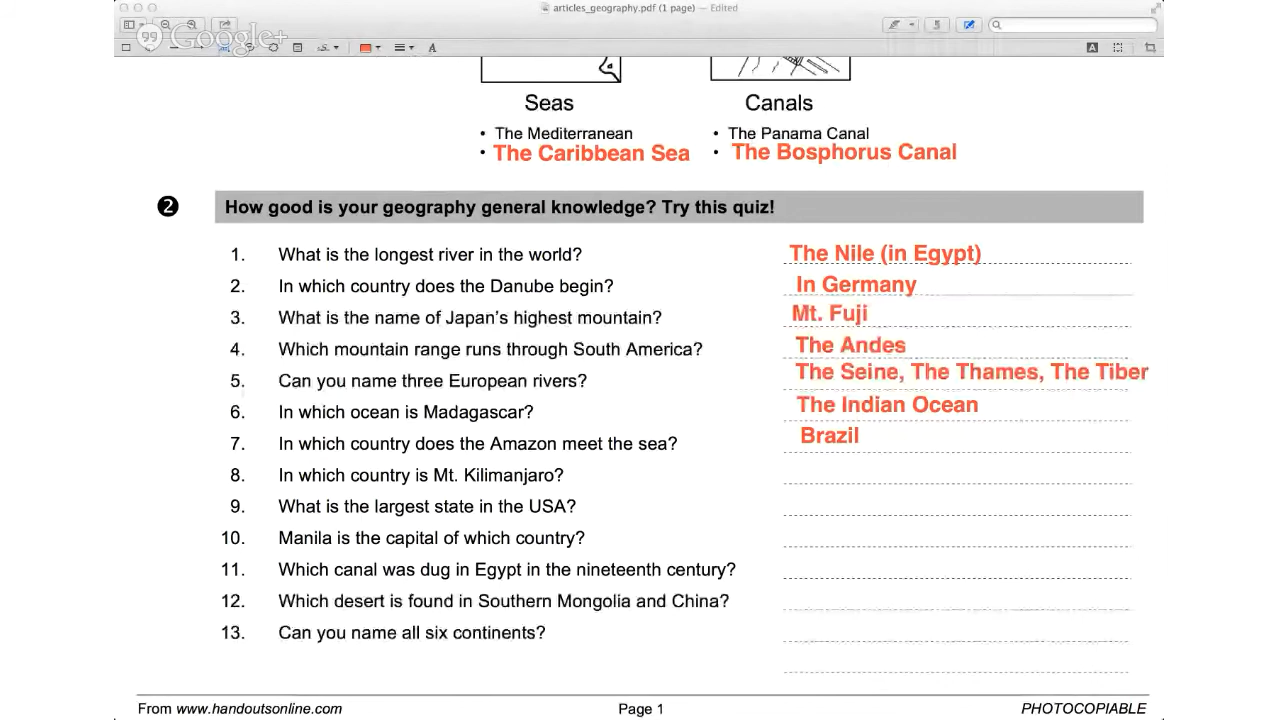 articles_geography.pdf (1 page) — Edited
Google+
Seas Canals
• The Mediterranean • The Panama Canal
• The Caribbean Sea • The Bosphorus Canal
2 How good is your geography general knowledge? Try this quiz!
1. What is the longest river in the world? The Nile (in Egypt)
2. In which country does the Danube begin? In Germany
3. What is the name of Japan's highest mountain? Mt. Fuji
4. Which mountain range runs through South America? The Andes
5. Can you name three European rivers? The Seine, The Thames, The Tiber
6. In which ocean is Madagascar? The Indian Ocean
7. In which country does the Amazon meet the sea? Brazil
8. In which country is Mt. Kilimanjaro?
9. What is the largest state in the USA?
10. Manila is the capital of which country?
11. Which canal was dug in Egypt in the nineteenth century?
12. Which desert is found in Southern Mongolia and China?
13. Can you name all six continents?
From www.handoutsonline.com Page 1 PHOTOCOPIABLE